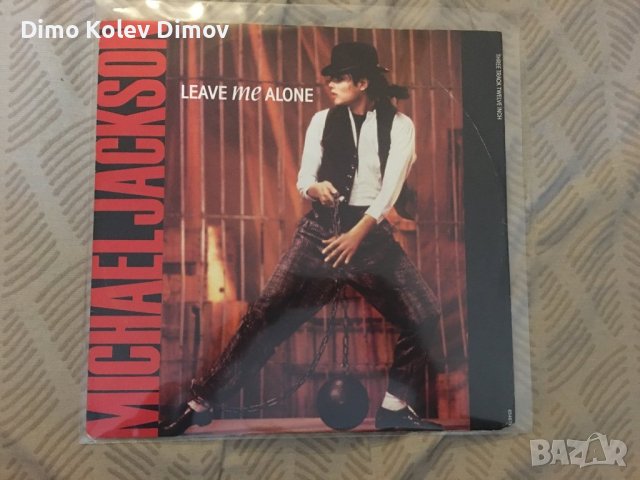 Dimo Kolev Dimov
MICHAEL JACKSON
LEAVE me ALONE
THREE TRACK TWELVE INCH
BAZAR